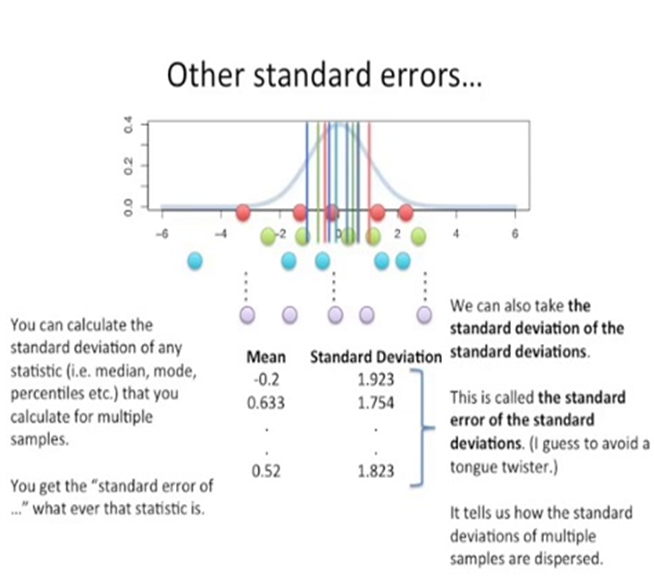 Other standard errors...
0.4
0.2
0.0
-6
-4
-2
0
2
4
6
You can calculate the
standard deviation of any
statistic (i.e. median, mode,
percentiles etc.) that you
calculate for multiple
samples.
You get the “standard error of
...” what ever that statistic is.
Mean Standard Deviation
-0.2 1.923
0.633 1.754
. .
. .
0.52 1.823
We can also take the
standard deviation of the
standard deviations.
This is called the standard
error of the standard
deviations. (I guess to avoid a
tongue twister.)
It tells us how the standard
deviations of multiple
samples are dispersed.